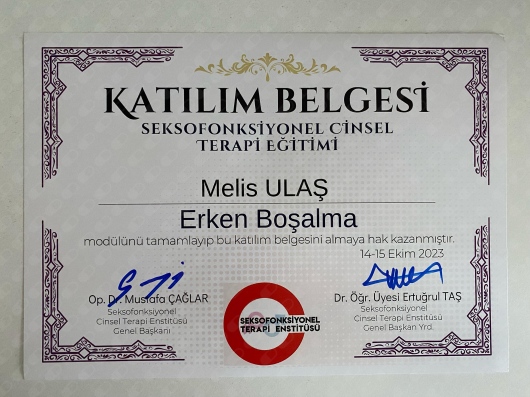 KATILIM BELGESİ
SEKSOFONKSİYONEL CİNSEL
TERAPİ EĞİTİMİ
Melis ULAŞ
Erken Boşalma
modülünü tamamlayıp bu katılım belgesini almaya hak kazanmıştır.
14-15 Ekim 2023
Op. Dr. Mustafa ÇAĞLAR
Seksofonksiyonel
Cinsel Terapi Enstitüsü
Genel Başkanı
SEKSOFONKSİYONEL
TERAPİ ENSTİTÜSÜ
Dr. Öğr. Üyesi Ertuğrul TAŞ
Seksofonksiyonel
Cinsel Terapi Enstitüsü
Genel Başkan Yrd.